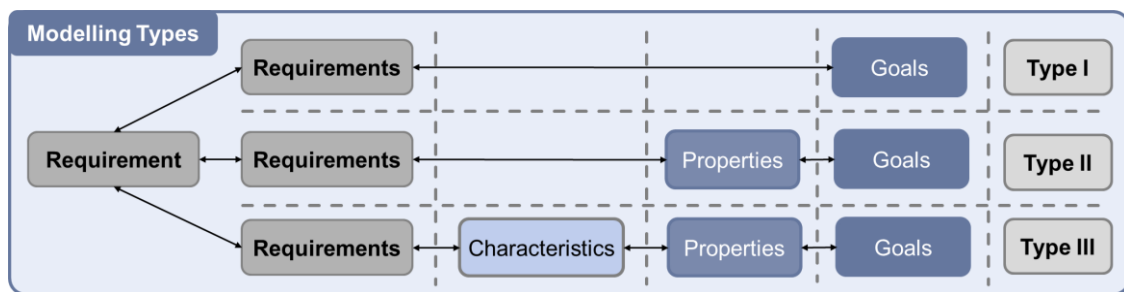 Modelling Types
Requirements Goals Type I
Requirement Requirements Properties Goals Type II
Requirements Characteristics Properties Goals Type III